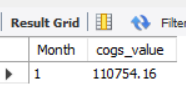 Result Grid Filte
Month cogs_value
1 110754.16